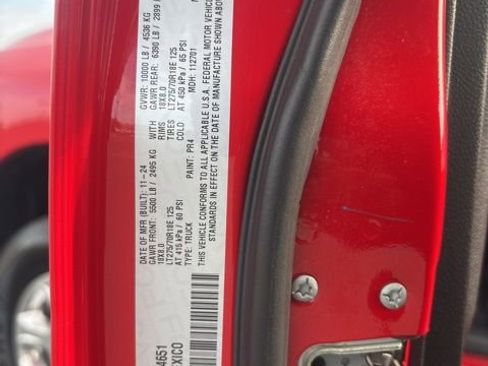 4651
EXICO
DATE OF MFR (BUILT): 11 - 24
GVWR: 10000 LB / 4536 KG
GAWR FRONT: 5500 LB / 2495 KG
GAWR REAR: 6390 LB / 2899
18X8.0
WITH
18X8.0
RIMS
LT275/70R18E 125
TIRES
LT275/70R18E 125
AT 415 kPa / 60 PSI
COLD
AT 450 kPa / 65 PSI
TYPE: TRUCK
PAINT: PR4
MDH: 112701
THIS VEHICLE CONFORMS TO ALL APPLICABLE U.S.A. FEDERAL MOTOR VEHIC
STANDARDS IN EFFECT ON THE DATE OF MANUFACTURE SHOWN ABOV